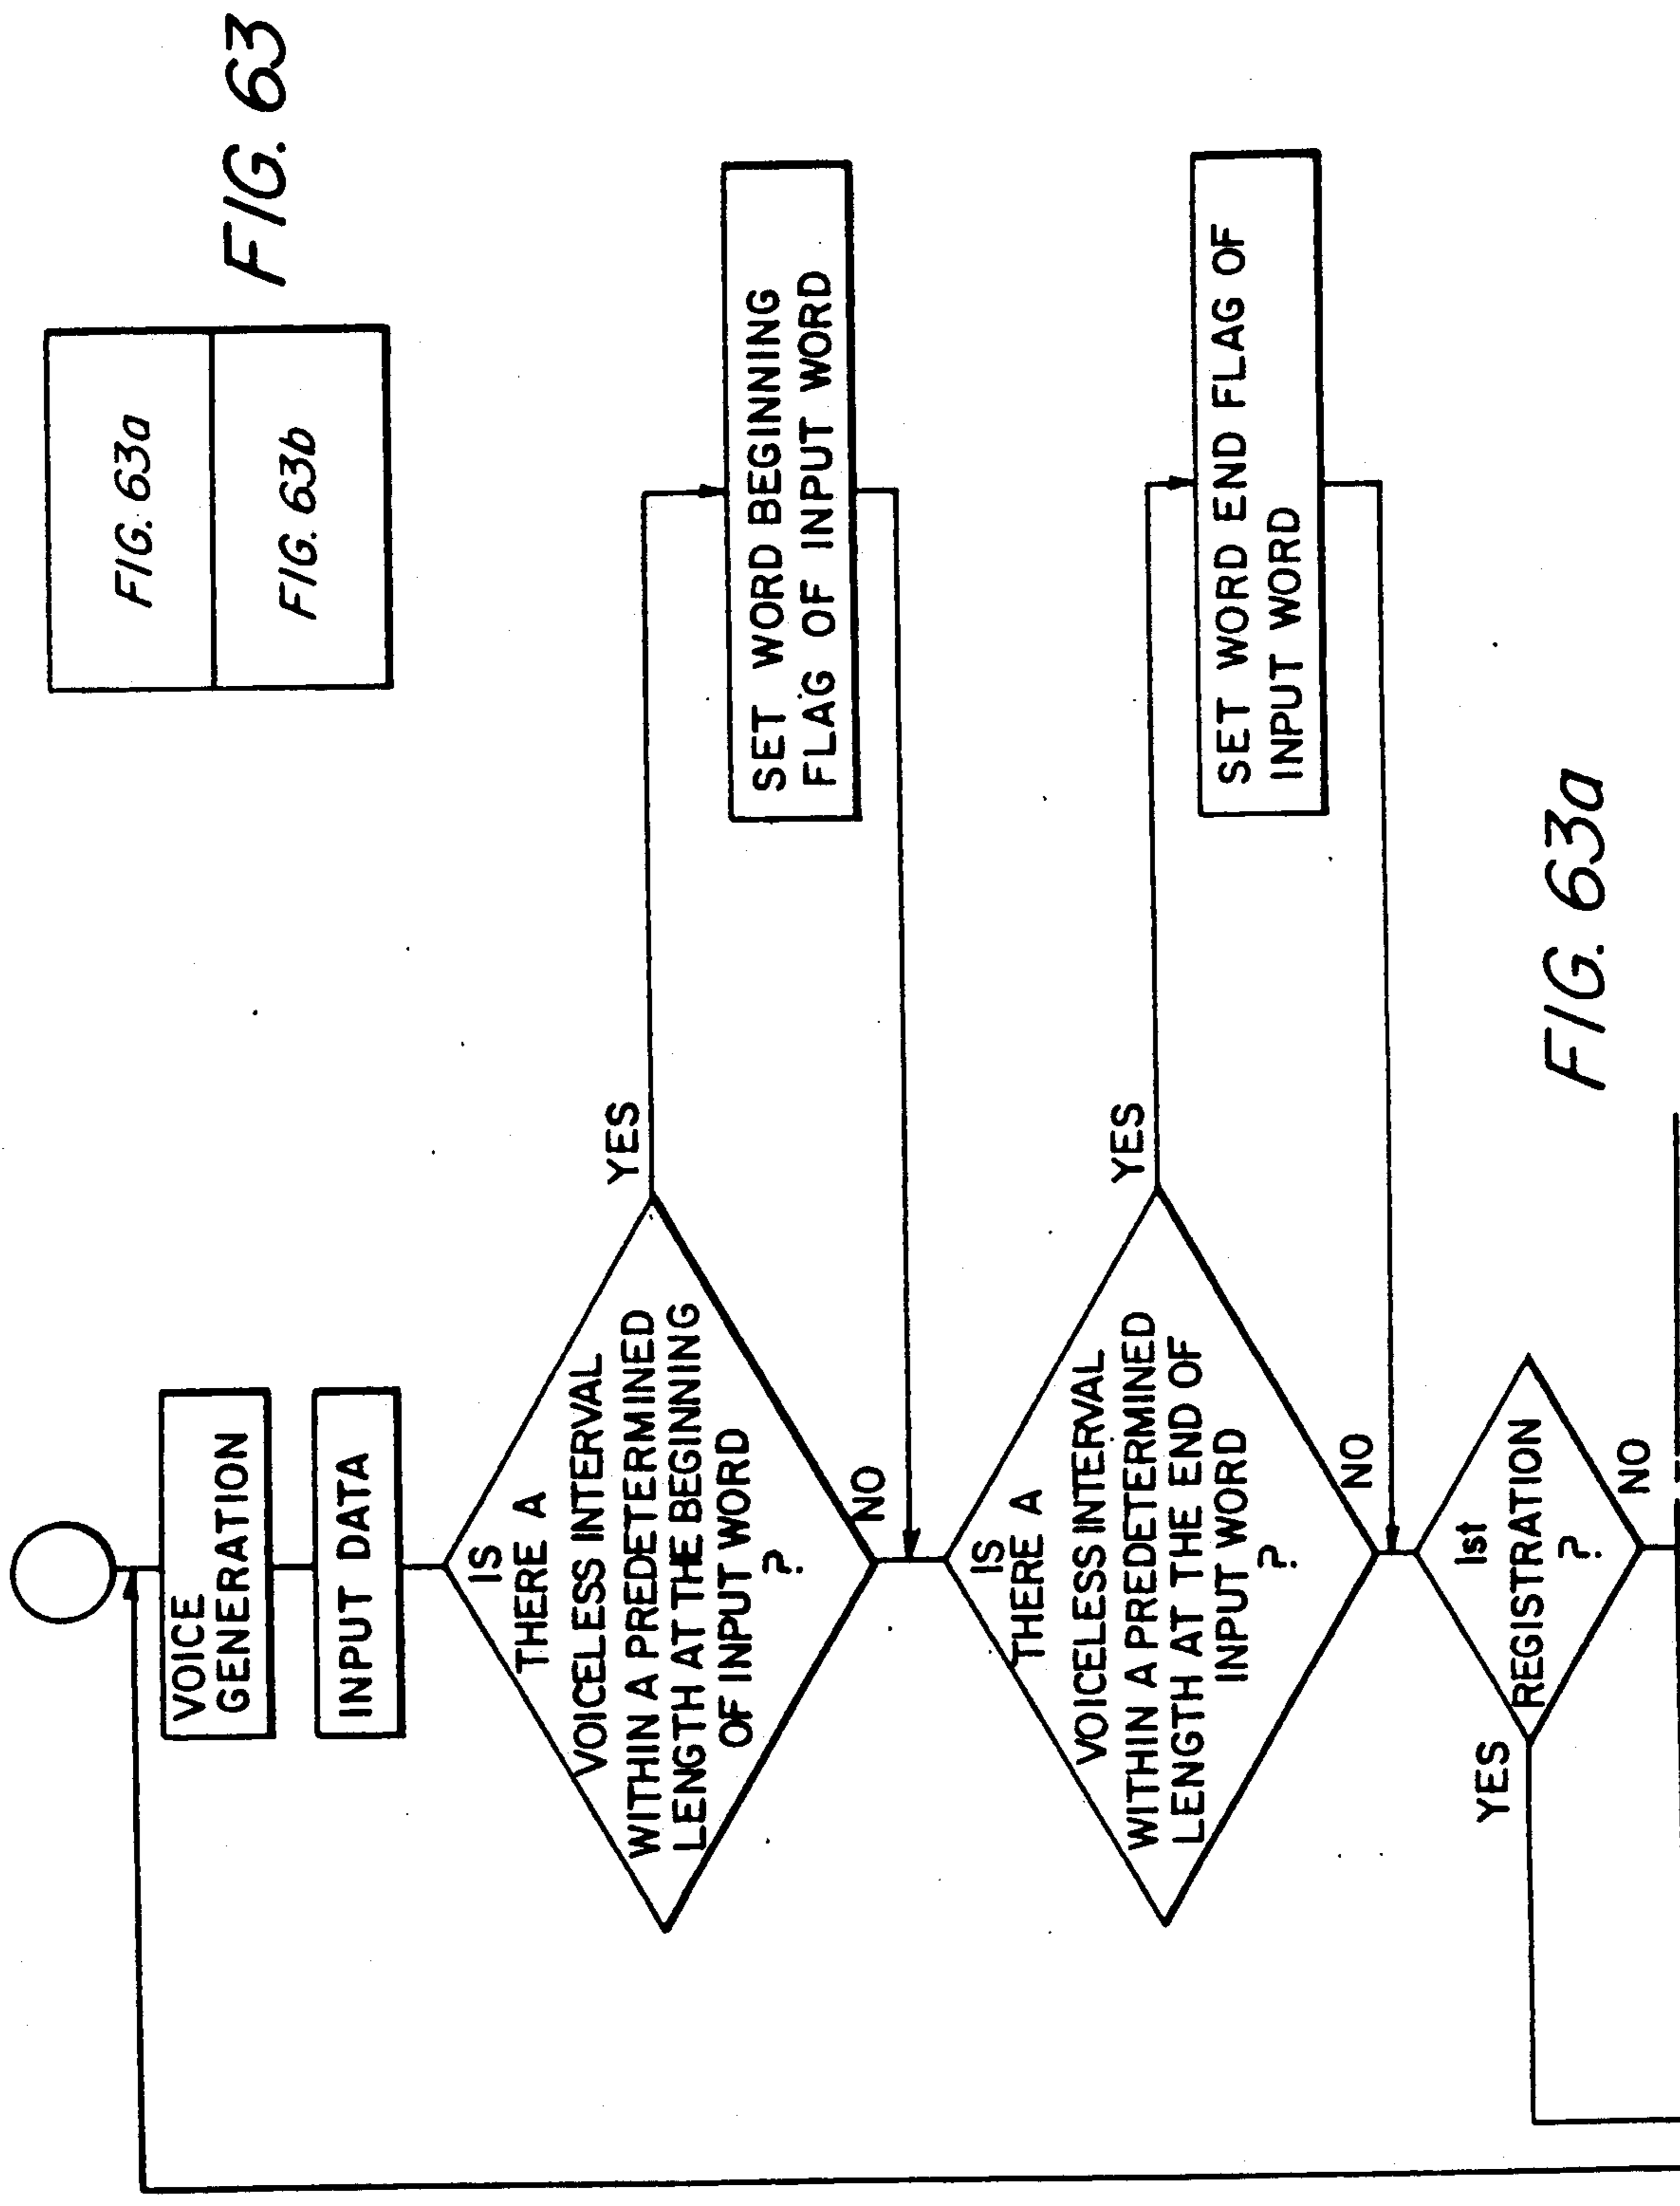 FIG. 63
FIG. 63a
FIG. 63b
VOICE
GENERATION
INPUT DATA
IS
THERE A
VOICELESS INTERVAL
WITHIN A PREDETERMINED
LENGTH AT THE BEGINNING
OF INPUT WORD
?
YES
NO
SET WORD BEGINNING
FLAG OF INPUT WORD
IS
THERE A
VOICELESS INTERVAL
WITHIN A PREDETERMINED
LENGTH AT THE END OF
INPUT WORD
?
YES
NO
SET WORD END FLAG OF
INPUT WORD
1st
REGISTRATION
?
YES
NO
FIG. 63a